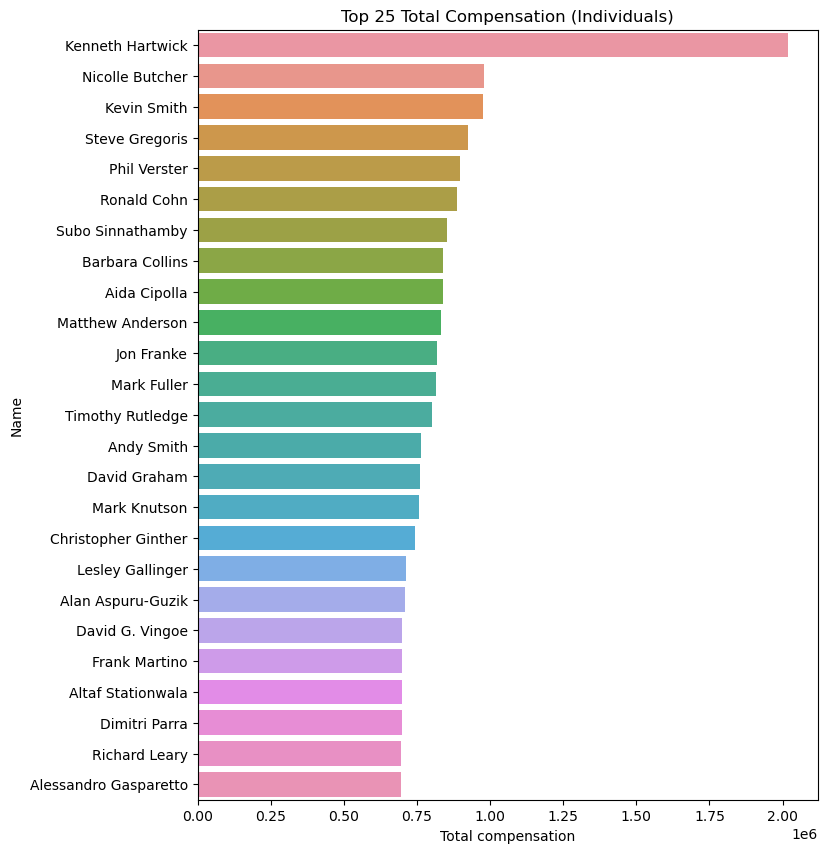 Top 25 Total Compensation (Individuals)
Kenneth Hartwick
Nicolle Butcher
Kevin Smith
Steve Gregoris
Phil Verster
Ronald Cohn
Subo Sinnathamby
Barbara Collins
Aida Cipolla
Matthew Anderson
Jon Franke
Mark Fuller
Timothy Rutledge
Andy Smith
David Graham
Mark Knutson
Christopher Ginther
Lesley Gallinger
Alan Aspuru-Guzik
David G. Vingoe
Frank Martino
Altaf Stationwala
Dimitri Parra
Richard Leary
Alessandro Gasparetto
Name
0.00 0.25 0.50 0.75 1.00 1.25 1.50 1.75 2.00
1e6
Total compensation